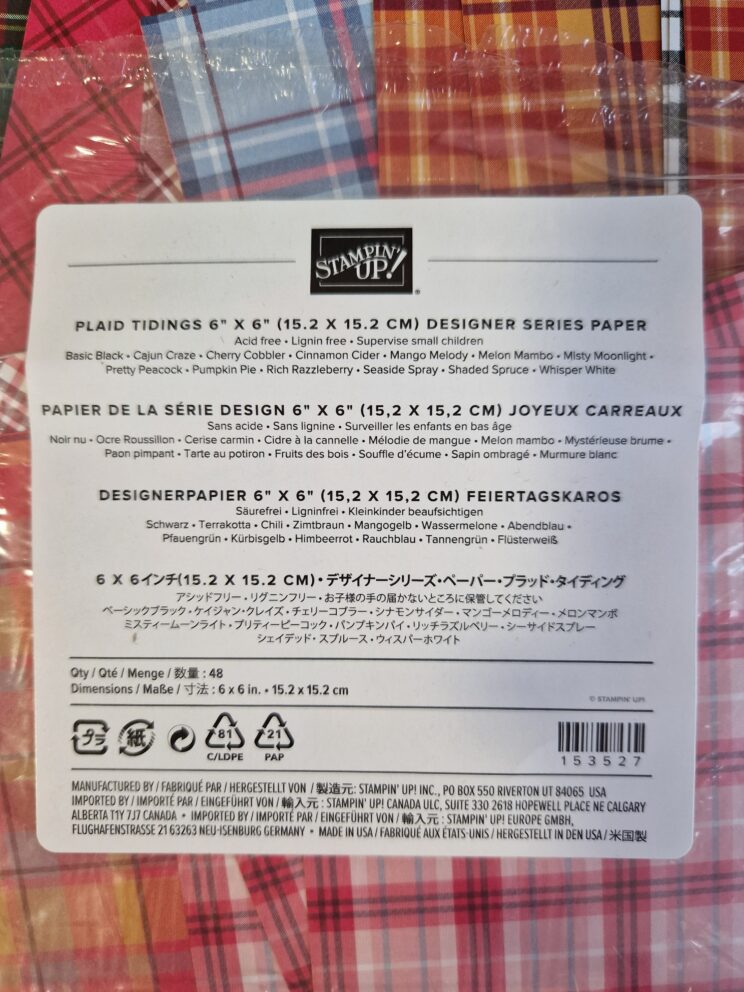 STAMPIN' UP!®
PLAID TIDINGS 6" X 6" (15.2 X 15.2 CM) DESIGNER SERIES PAPER
Acid free • Lignin free • Supervise small children
Basic Black • Cajun Craze • Cherry Cobbler • Cinnamon Cider • Mango Melody • Melon Mambo • Misty Moonlight •
Pretty Peacock • Pumpkin Pie • Rich Razzleberry • Seaside Spray • Shaded Spruce • Whisper White
PAPIER DE LA SÉRIE DESIGN 6" X 6" (15,2 X 15,2 CM) JOYEUX CARREAUX
Sans acide • Sans lignine • Surveiller les enfants en bas âge
Noir nu • Ocre Roussillon • Cerise carmin • Cidre à la cannelle • Mélodie de mangue • Melon mambo • Mystérieuse brume •
Paon pimpant • Tarte au potiron • Fruits des bois • Souffle d'écume • Sapin ombragé • Murmure blanc
DESIGNERPAPIER 6" X 6" (15,2 X 15,2 CM) FEIERTAGSKAROS
Säurefrei • Ligninfrei • Kleinkinder beaufsichtigen
Schwarz • Terrakotta • Chili • Zimtbraun • Mangogelb • Wassermelone • Abendblau •
Pfauengrün • Kürbisgelb • Himbeerrot • Rauchblau • Tannengrün • Flüsterweiß
6 X 6インチ(15.2 X 15.2 CM)・デザイナーシリーズ・ペーパー・プラッド・タイディング
アシッドフリー・リグニンフリー・お子様の手の届かないところに保管してください
ベーシックブラック・ケイジャン・クレイズ・チェリーコブラー・シナモンサイダー・マンゴーメロディー・メロンマンボ
ミスティームーンライト・プリティーピーコック・パンプキンパイ・リッチラズルベリー・シーサイドスプレー
シェイデッド・スプルース・ウィスパーホワイト
Qty / Qté / Menge / 数量 : 48
Dimensions / Maße / 寸法 : 6 x 6 in. • 15.2 x 15.2 cm
© STAMPIN' UP!
プラ 紙 81 21
C/LDPE PAP
153527
MANUFACTURED BY / FABRIQUÉ PAR / HERGESTELLT VON / 製造元: STAMPIN' UP! INC., PO BOX 550 RIVERTON UT 84065 USA
IMPORTED BY / IMPORTÉ PAR / EINGEFÜHRT VON / 輸入元 : STAMPIN' UP! CANADA ULC, SUITE 330 2618 HOPEWELL PLACE NE CALGARY
ALBERTA T1Y 7J7 CANADA • IMPORTED BY / IMPORTÉ PAR / EINGEFÜHRT VON / 輸入元: STAMPIN' UP! EUROPE GMBH,
FLUGHAFENSTRASSE 21 63263 NEU-ISENBURG GERMANY • MADE IN USA / FABRIQUÉ AUX ÉTATS-UNIS / HERGESTELLT IN DEN USA / 米国製